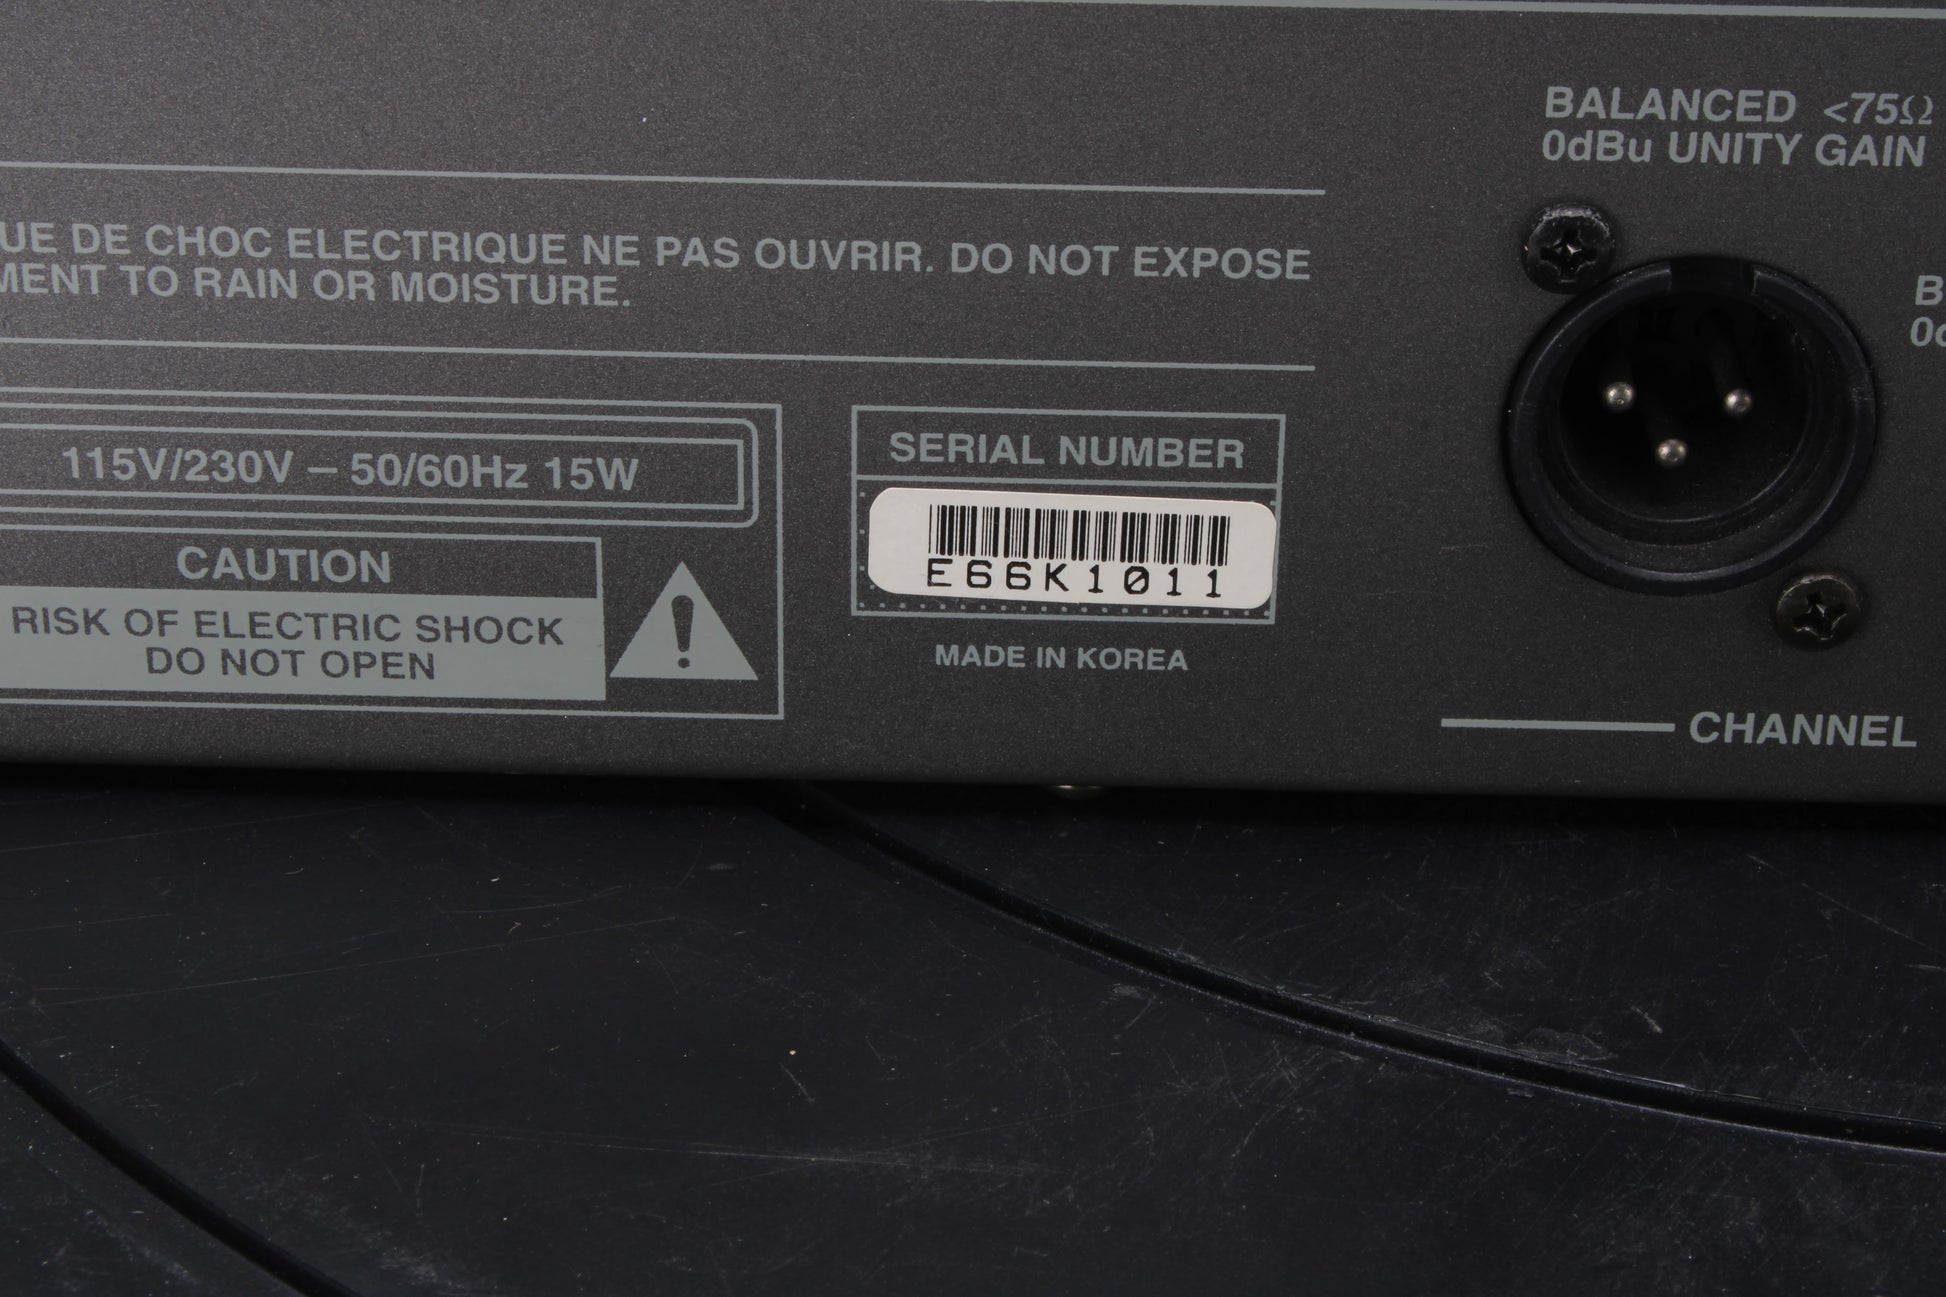 BALANCED <75Ω
0dBu UNITY GAIN
UE DE CHOC ELECTRIQUE NE PAS OUVRIR. DO NOT EXPOSE
MENT TO RAIN OR MOISTURE.
115V/230V – 50/60Hz 15W
CAUTION
RISK OF ELECTRIC SHOCK
DO NOT OPEN
SERIAL NUMBER
E66K1011
MADE IN KOREA
CHANNEL